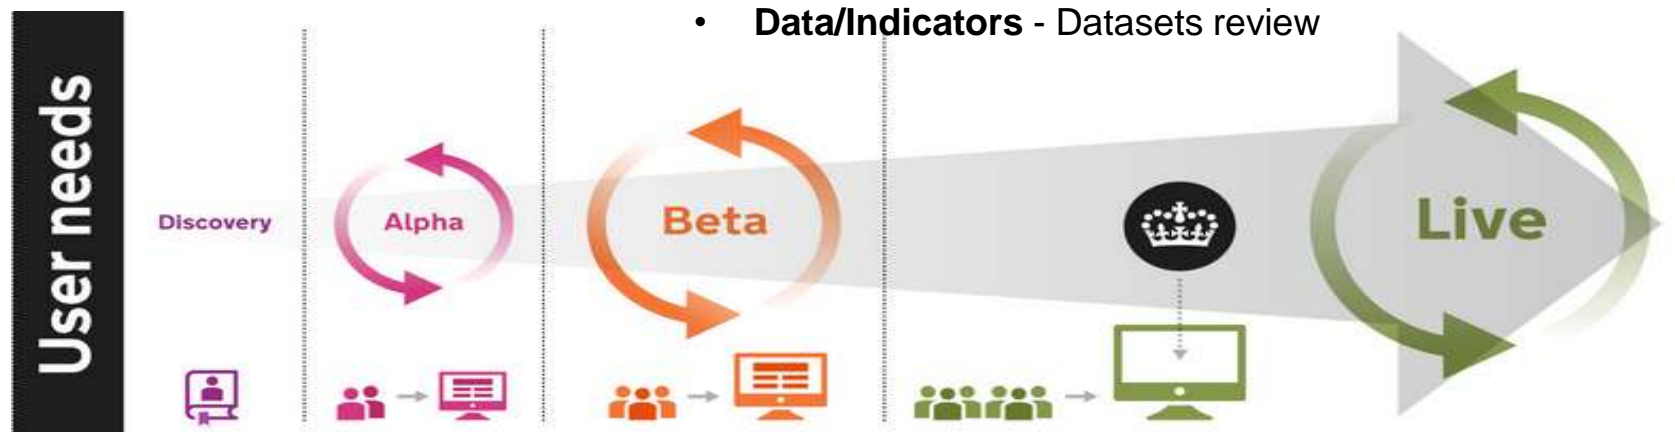 • Data/Indicators - Datasets review
User needs
Discovery
Alpha
Beta
Live